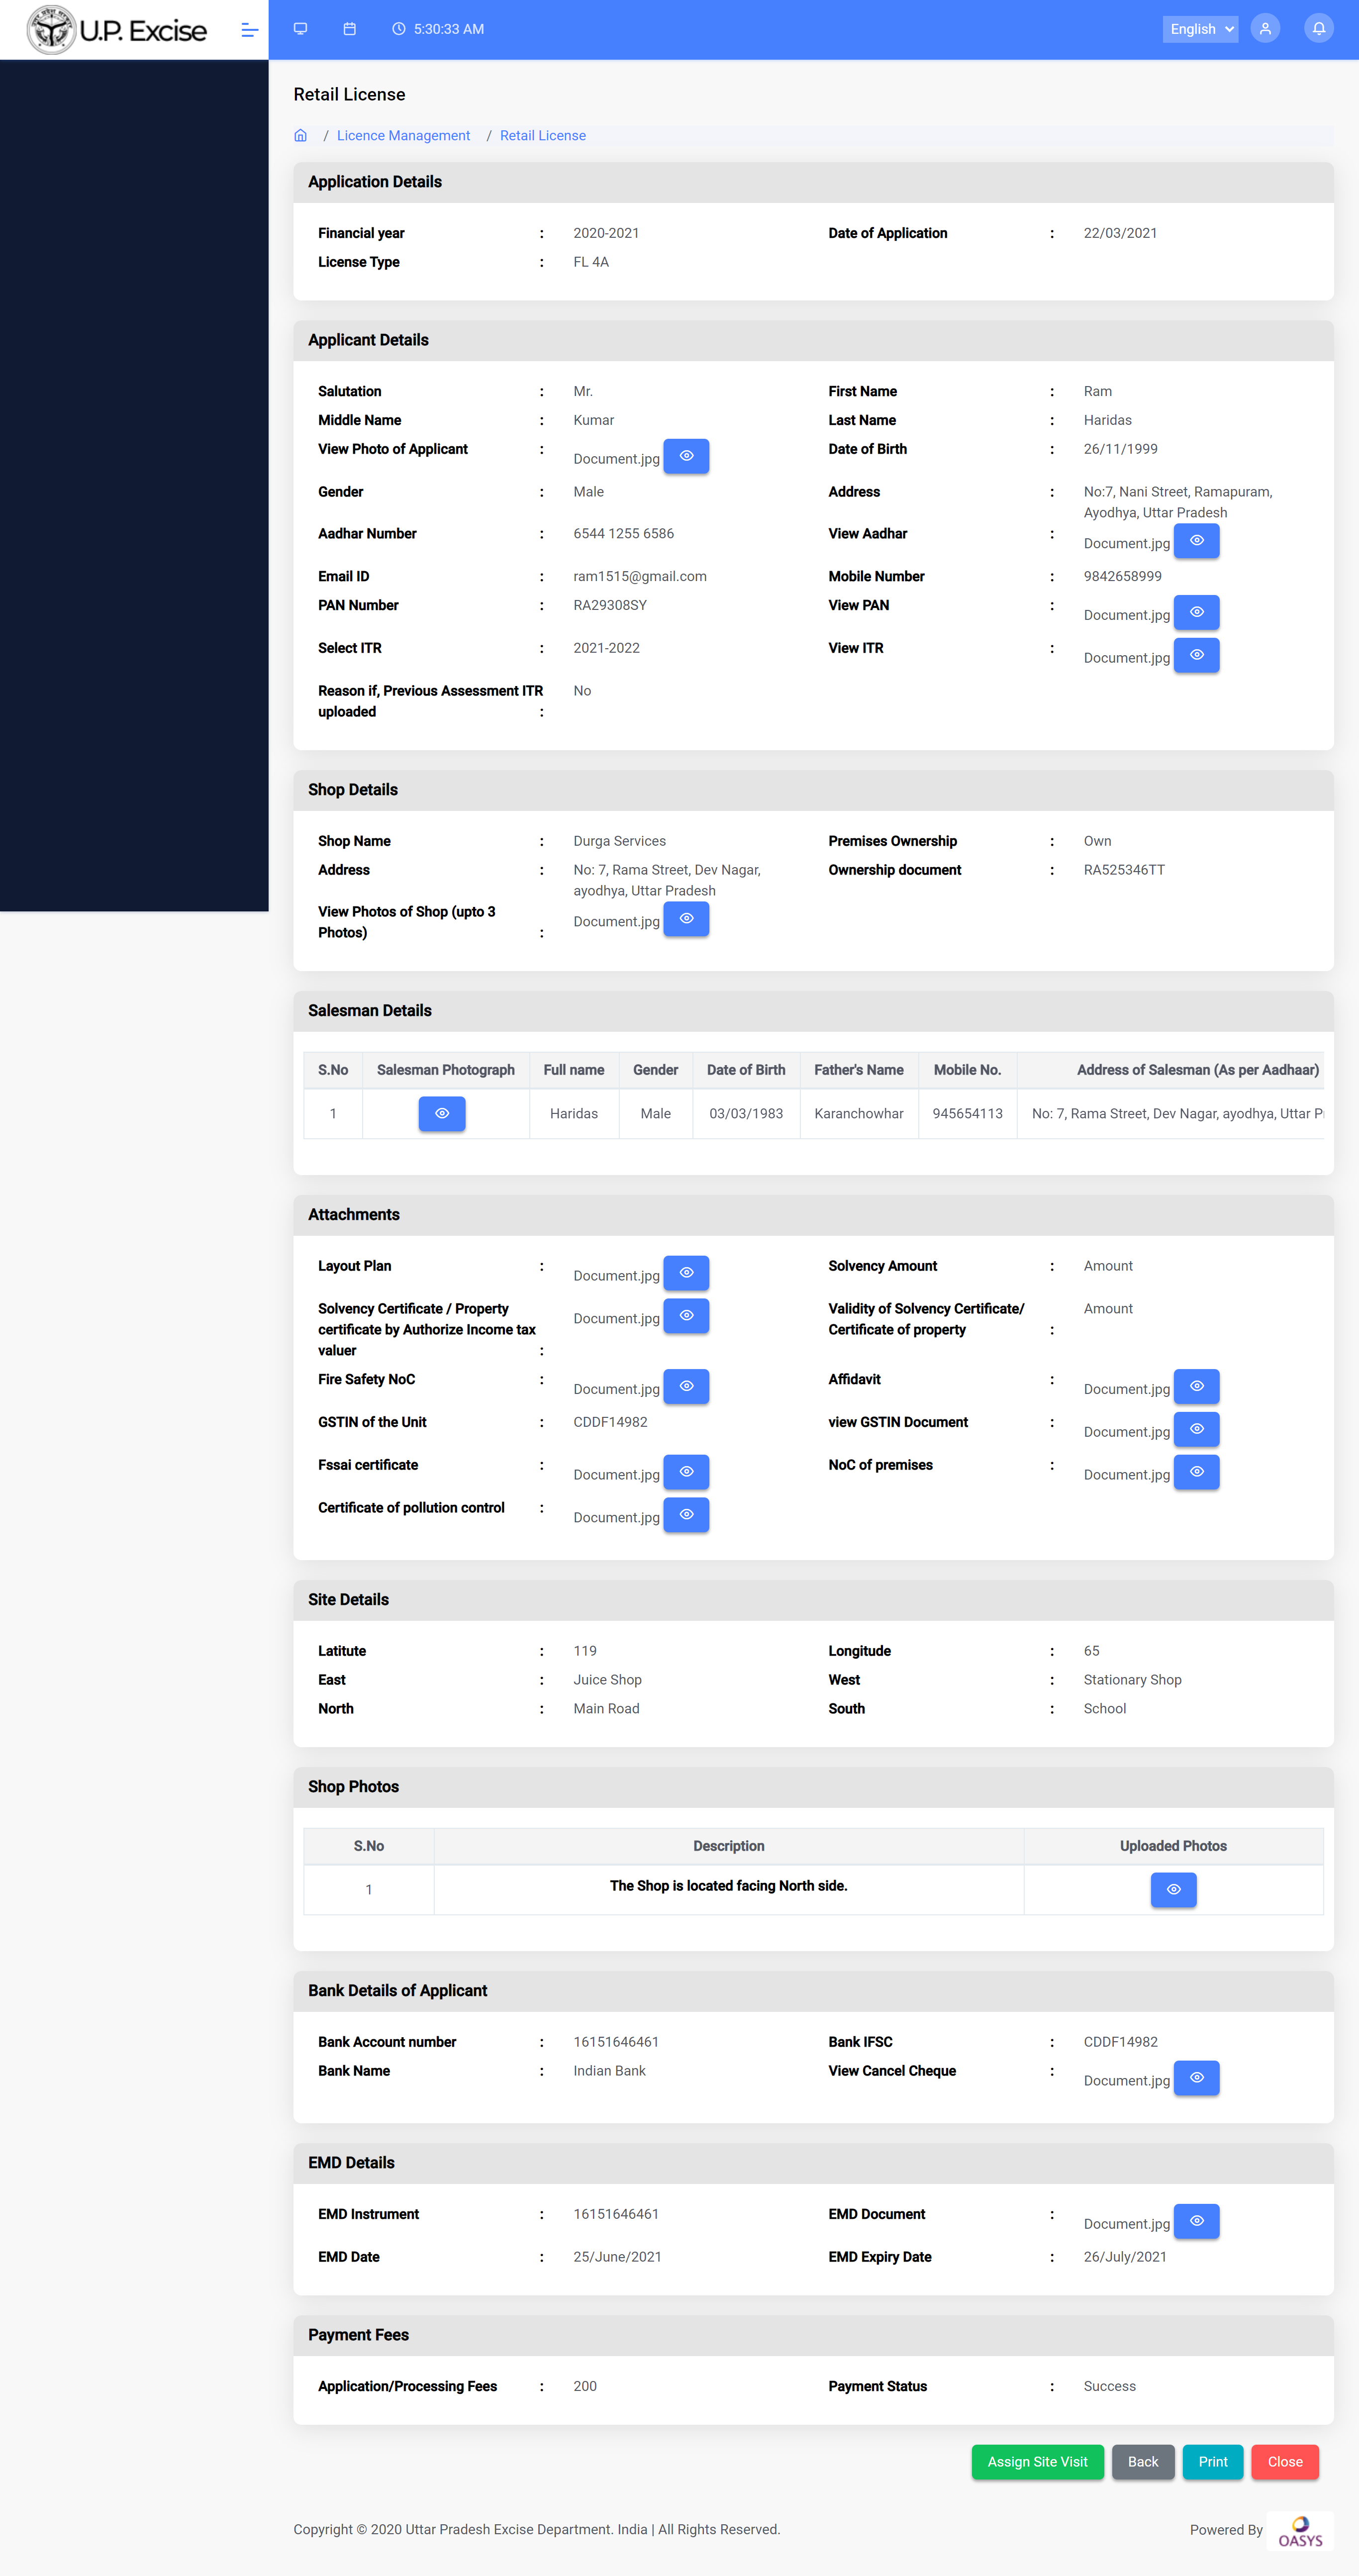 U.P. Excise
5:30:33 AM
English
Retail License
/ Licence Management / Retail License
Application Details
Financial year : 2020-2021 Date of Application : 22/03/2021
License Type : FL 4A
Applicant Details
Salutation : Mr. First Name : Ram
Middle Name : Kumar Last Name : Haridas
View Photo of Applicant : Document.jpg Date of Birth : 26/11/1999
Gender : Male Address : No:7, Nani Street, Ramapuram,
Ayodhya, Uttar Pradesh
Aadhar Number : 6544 1255 6586 View Aadhar : Document.jpg
Email ID : ram1515@gmail.com Mobile Number : 9842658999
PAN Number : RA29308SY View PAN : Document.jpg
Select ITR : 2021-2022 View ITR : Document.jpg
Reason if, Previous Assessment ITR No
uploaded :
Shop Details
Shop Name : Durga Services Premises Ownership : Own
Address : No: 7, Rama Street, Dev Nagar, Ownership document : RA525346TT
ayodhya, Uttar Pradesh
View Photos of Shop (upto 3 Document.jpg
Photos) :
Salesman Details
S.No Salesman Photograph Full name Gender Date of Birth Father's Name Mobile No. Address of Salesman (As per Aadhaar)
1 Haridas Male 03/03/1983 Karanchowhar 945654113 No: 7, Rama Street, Dev Nagar, ayodhya, Uttar
Attachments
Layout Plan : Document.jpg Solvency Amount : Amount
Solvency Certificate / Property Document.jpg Validity of Solvency Certificate/ Amount
certificate by Authorize Income tax Certificate of property :
valuer :
Fire Safety NoC : Document.jpg Affidavit : Document.jpg
GSTIN of the Unit : CDDF14982 view GSTIN Document : Document.jpg
Fssai certificate : Document.jpg NoC of premises : Document.jpg
Certificate of pollution control : Document.jpg
Site Details
Latitute : 119 Longitude : 65
East : Juice Shop West : Stationary Shop
North : Main Road South : School
Shop Photos
S.No Description Uploaded Photos
1 The Shop is located facing North side.
Bank Details of Applicant
Bank Account number : 16151646461 Bank IFSC : CDDF14982
Bank Name : Indian Bank View Cancel Cheque : Document.jpg
EMD Details
EMD Instrument : 16151646461 EMD Document : Document.jpg
EMD Date : 25/June/2021 EMD Expiry Date : 26/July/2021
Payment Fees
Application/Processing Fees : 200 Payment Status : Success
Assign Site Visit Back Print Close
Copyright © 2020 Uttar Pradesh Excise Department. India | All Rights Reserved. Powered By OASYS